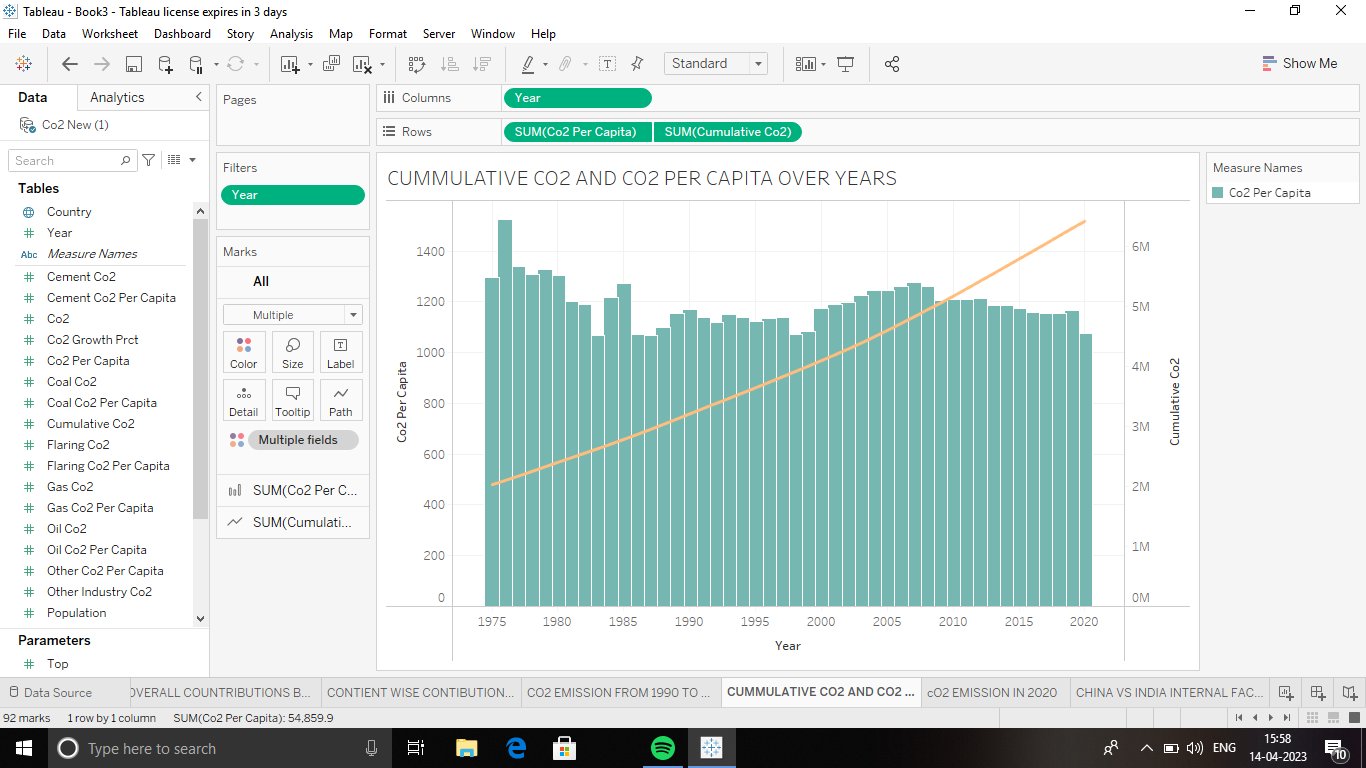 Tableau - Book3 - Tableau license expires in 3 days
File Data Worksheet Dashboard Story Analysis Map Format Server Window Help
Standard
Show Me
Data Analytics
Co2 New (1)
Search
Tables
Country
Year
Abc Measure Names
Cement Co2
Cement Co2 Per Capita
Co2
Co2 Growth Prct
Co2 Per Capita
Coal Co2
Coal Co2 Per Capita
Cumulative Co2
Flaring Co2
Flaring Co2 Per Capita
Gas Co2
Gas Co2 Per Capita
Oil Co2
Oil Co2 Per Capita
Other Co2 Per Capita
Other Industry Co2
Population
Parameters
Top
Pages
Filters
Year
Marks
All
Multiple
Color Size Label
Detail Tooltip Path
Multiple fields
SUM(Co2 Per C...
SUM(Cumulati...
Columns Year
Rows SUM(Co2 Per Capita) SUM(Cumulative Co2)
CUMMULATIVE CO2 AND CO2 PER CAPITA OVER YEARS
Co2 Per Capita
1400
1200
1000
800
600
400
200
0
6M
5M
4M
3M
2M
1M
0M
Cumulative Co2
1975 1980 1985 1990 1995 2000 2005 2010 2015 2020
Year
Measure Names
Co2 Per Capita
Data Source OVERALL COUNTRIBUTIONS B... CONTIENT WISE CONTIBUTION... CO2 EMISSION FROM 1990 TO ... CUMMULATIVE CO2 AND CO2 ... cO2 EMISSION IN 2020 CHINA VS INDIA INTERNAL FAC...
92 marks 1 row by 1 column SUM(Co2 Per Capita): 54,859.9
Type here to search
ENG
15:58
14-04-2023
10